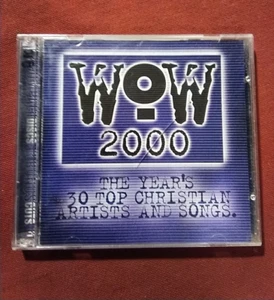 WOW
2000
THE YEAR'S
30 TOP CHRISTIAN
ARTISTS AND SONGS.